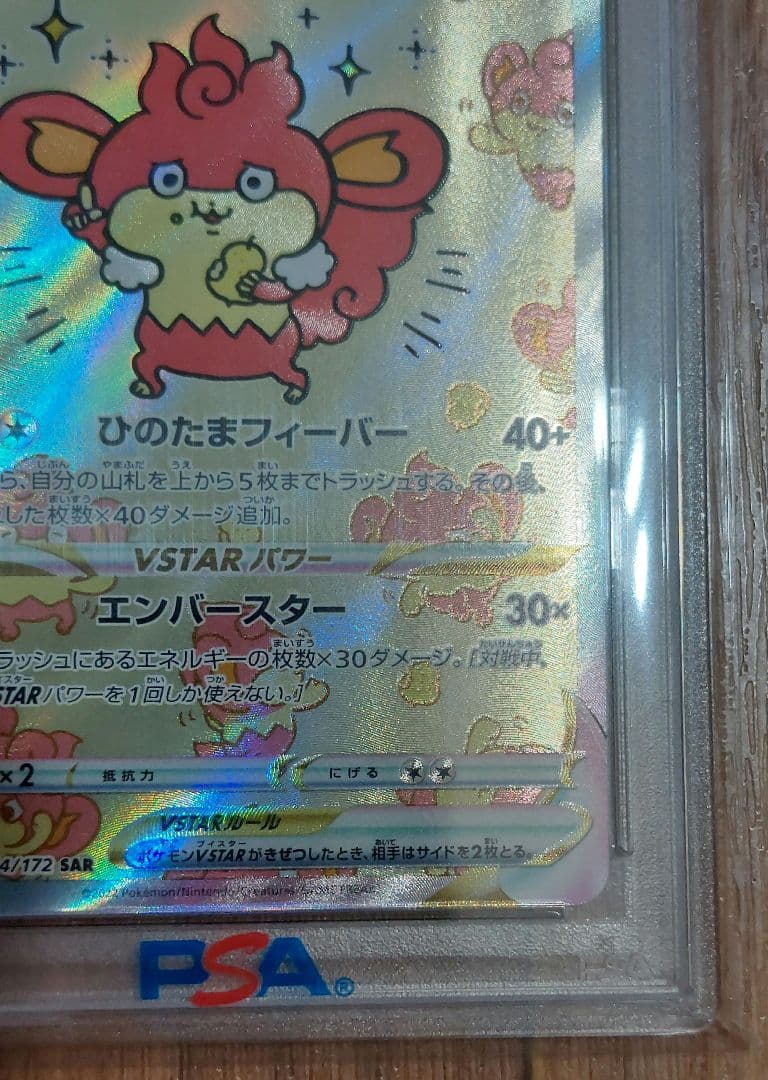 ひのたまフィーバー 40+
ら、自分の山札を上から5枚までトラッシュする。その後、
した枚数×40ダメージ追加。
VSTARパワー
エンバースター 30×
ラッシュにあるエネルギーの枚数×30ダメージ。[対戦中、
STARパワーを1回しか使えない。]
×2 抵抗力 にげる
VSTARルール
ポケモンVSTARがきぜつしたとき、相手はサイドを2枚とる。
4/172 SAR
Pokémon/Nintendo/Creatures/GAME FREAK
PSA®